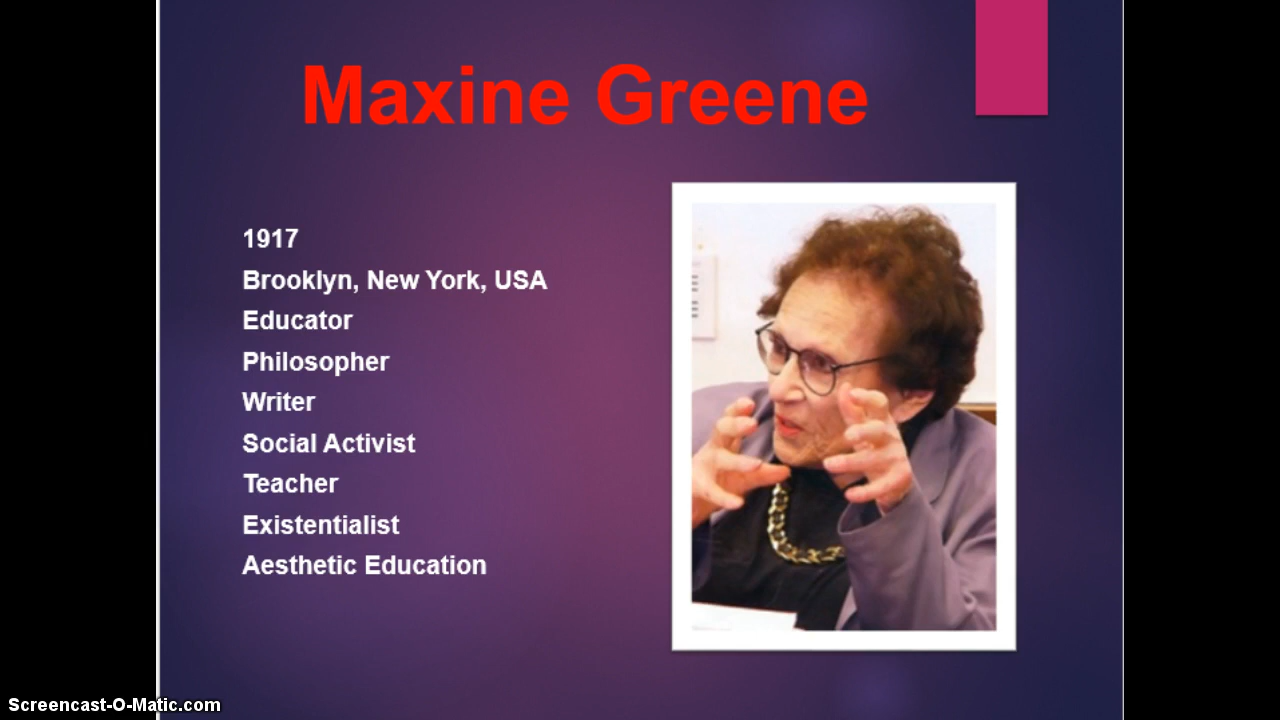 Maxine Greene
1917
Brooklyn, New York, USA
Educator
Philosopher
Writer
Social Activist
Teacher
Existentialist
Aesthetic Education
Screencast-O-Matic.com